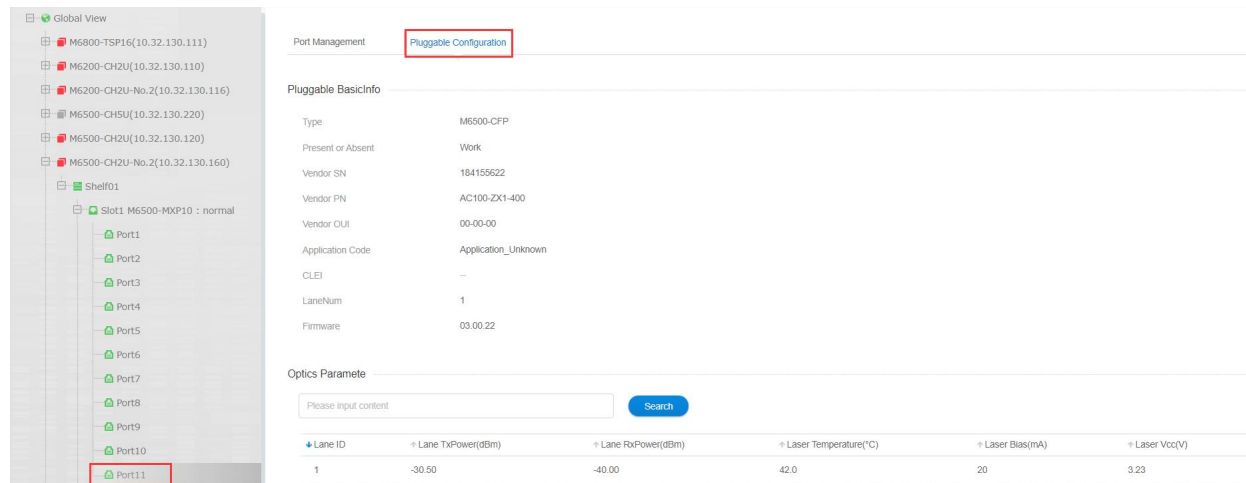 Global View
M6800-TSP16(10.32.130.111)
M6200-CH2U(10.32.130.110)
M6200-CH2U-No.2(10.32.130.116)
M6500-CH5U(10.32.130.220)
M6500-CH2U(10.32.130.120)
M6500-CH2U-No.2(10.32.130.160)
Shelf01
Slot1 M6500-MXP10 : normal
Port1
Port2
Port3
Port4
Port5
Port6
Port7
Port8
Port9
Port10
Port11
Port Management Pluggable Configuration
Pluggable BasicInfo
Type M6500-CFP
Present or Absent Work
Vendor SN 184155622
Vendor PN AC100-ZX1-400
Vendor OUI 00-00-00
Application Code Application_Unknown
CLEI --
LaneNum 1
Firmware 03.00.22
Optics Paramete
Please input content Search
Lane ID Lane TxPower(dBm) Lane RxPower(dBm) Laser Temperature(°C) Laser Bias(mA) Laser Vcc(V)
1 -30.50 -40.00 42.0 20 3.23